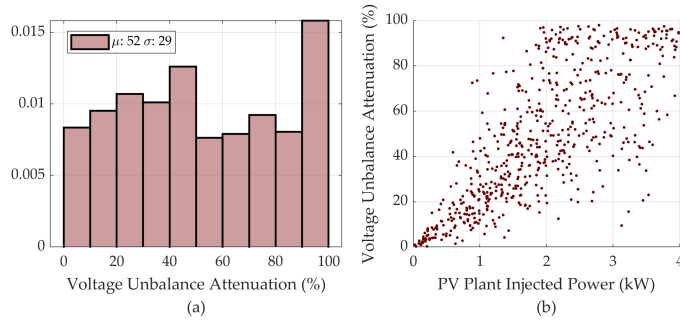 0.015
0.01
0.005
0
μ: 52 σ: 29
0 20 40 60 80 100
Voltage Unbalance Attenuation (%)
(a)
Voltage Unbalance Attenuation (%)
100
80
60
40
20
0
0 1 2 3 4
PV Plant Injected Power (kW)
(b)